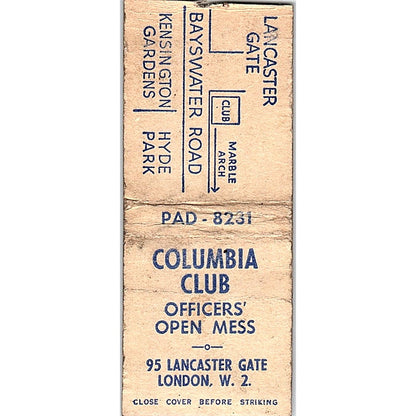 LANCASTER
GATE
CLUB
MARBLE
ARCH
BAYSWATER ROAD
KENSINGTON
GARDENS
HYDE
PARK
PAD - 8231
COLUMBIA
CLUB
OFFICERS'
OPEN MESS
95 LANCASTER GATE
LONDON, W. 2.
CLOSE COVER BEFORE STRIKING